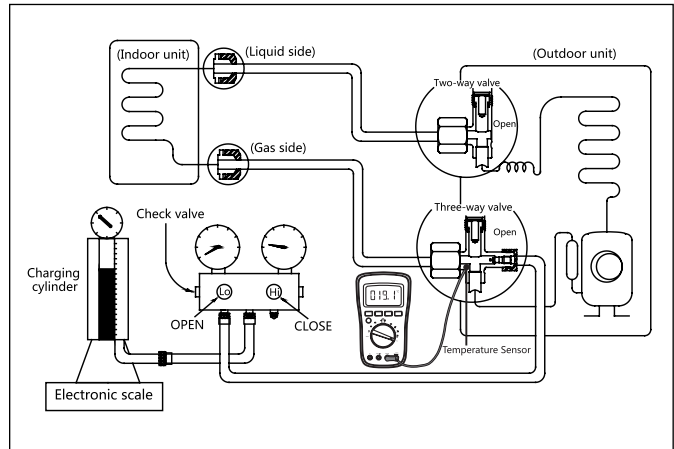 (Indoor unit)
(Liquid side)
(Outdoor unit)
Two-way valve
Open
(Gas side)
Three-way valve
Open
Check valve
Charging
cylinder
Lo
Hi
OPEN
CLOSE
019.1
Temperature Sensor
Electronic scale